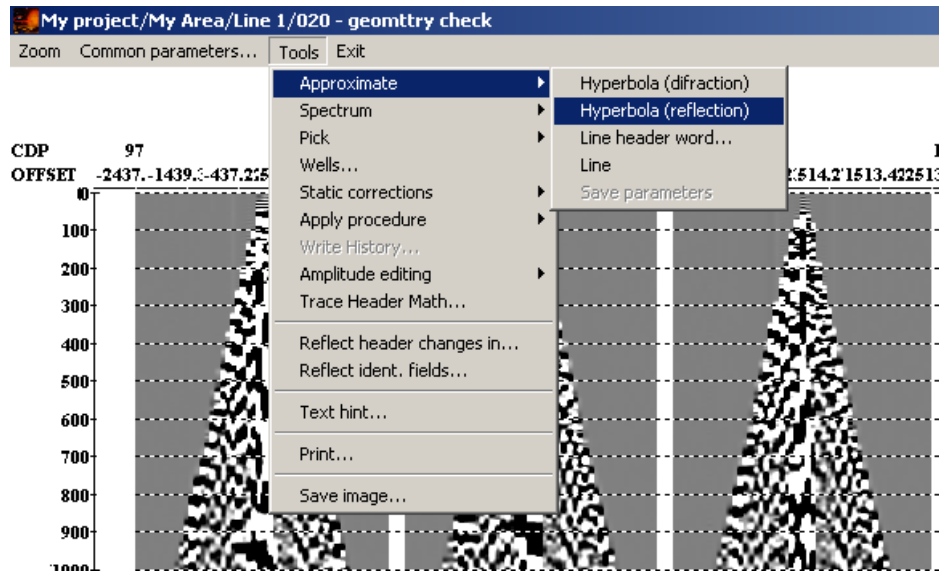 My project/My Area/Line 1/020 - geomttry check
Zoom Common parameters... Tools Exit
Approximate
Spectrum
Pick
Wells...
Static corrections
Apply procedure
Write History...
Amplitude editing
Trace Header Math...
Reflect header changes in...
Reflect ident. fields...
Text hint...
Print...
Save image...
Hyperbola (difraction)
Hyperbola (reflection)
Line header word...
Line
Save parameters
CDP 97
OFFSET
0
100
200
300
400
500
600
700
800
900
1000